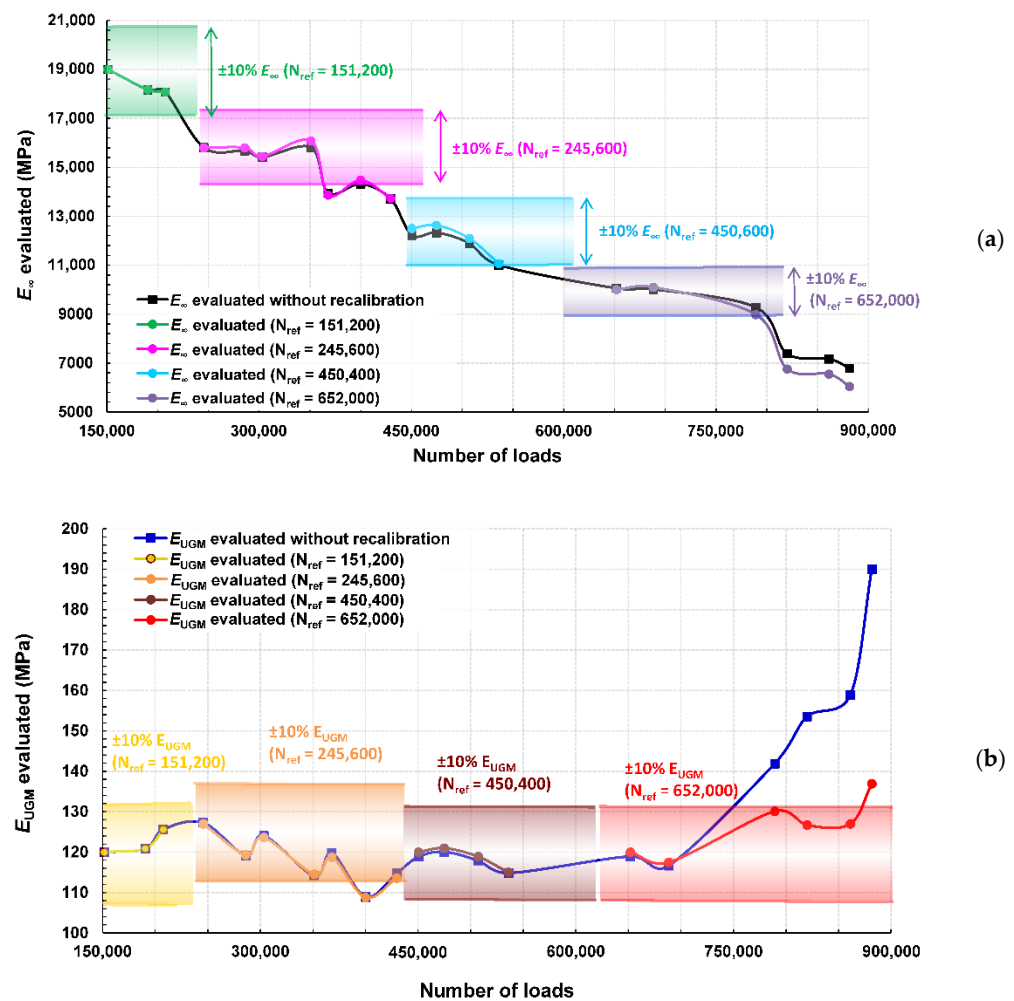 21,000
19,000
17,000
15,000
13,000
11,000
9000
7000
5000
E∞ evaluated (MPa)
±10% E∞ (Nref = 151,200)
±10% E∞ (Nref = 245,600)
±10% E∞ (Nref = 450,600)
±10% E∞
(Nref = 652,000)
E∞ evaluated without recalibration
E∞ evaluated (Nref = 151,200)
E∞ evaluated (Nref = 245,600)
E∞ evaluated (Nref = 450,400)
E∞ evaluated (Nref = 652,000)
150,000 300,000 450,000 600,000 750,000 900,000
Number of loads
(a)
200
190
180
170
160
150
140
130
120
110
100
EUGM evaluated (MPa)
EUGM evaluated without recalibration
EUGM evaluated (Nref = 151,200)
EUGM evaluated (Nref = 245,600)
EUGM evaluated (Nref = 450,400)
EUGM evaluated (Nref = 652,000)
±10% EUGM
(Nref = 151,200)
±10% EUGM
(Nref = 245,600)
±10% EUGM
(Nref = 450,400)
±10% EUGM
(Nref = 652,000)
150,000 300,000 450,000 600,000 750,000 900,000
Number of loads
(b)